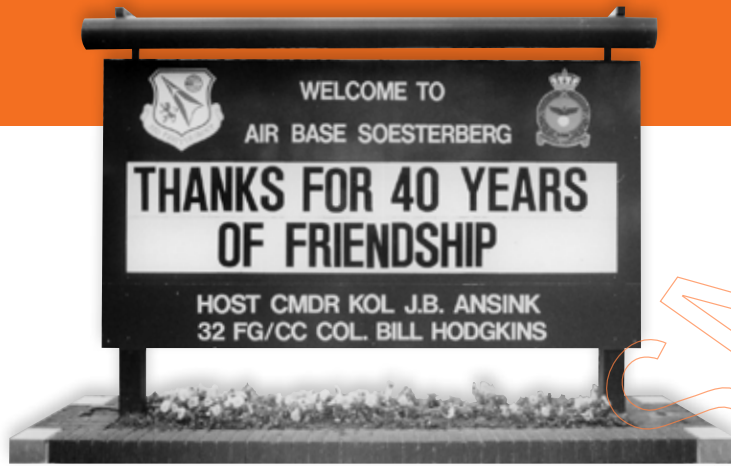 WELCOME TO
AIR BASE SOESTERBERG
THANKS FOR 40 YEARS
OF FRIENDSHIP
HOST CMDR KOL J.B. ANSINK
32 FG/CC COL. BILL HODGKINS